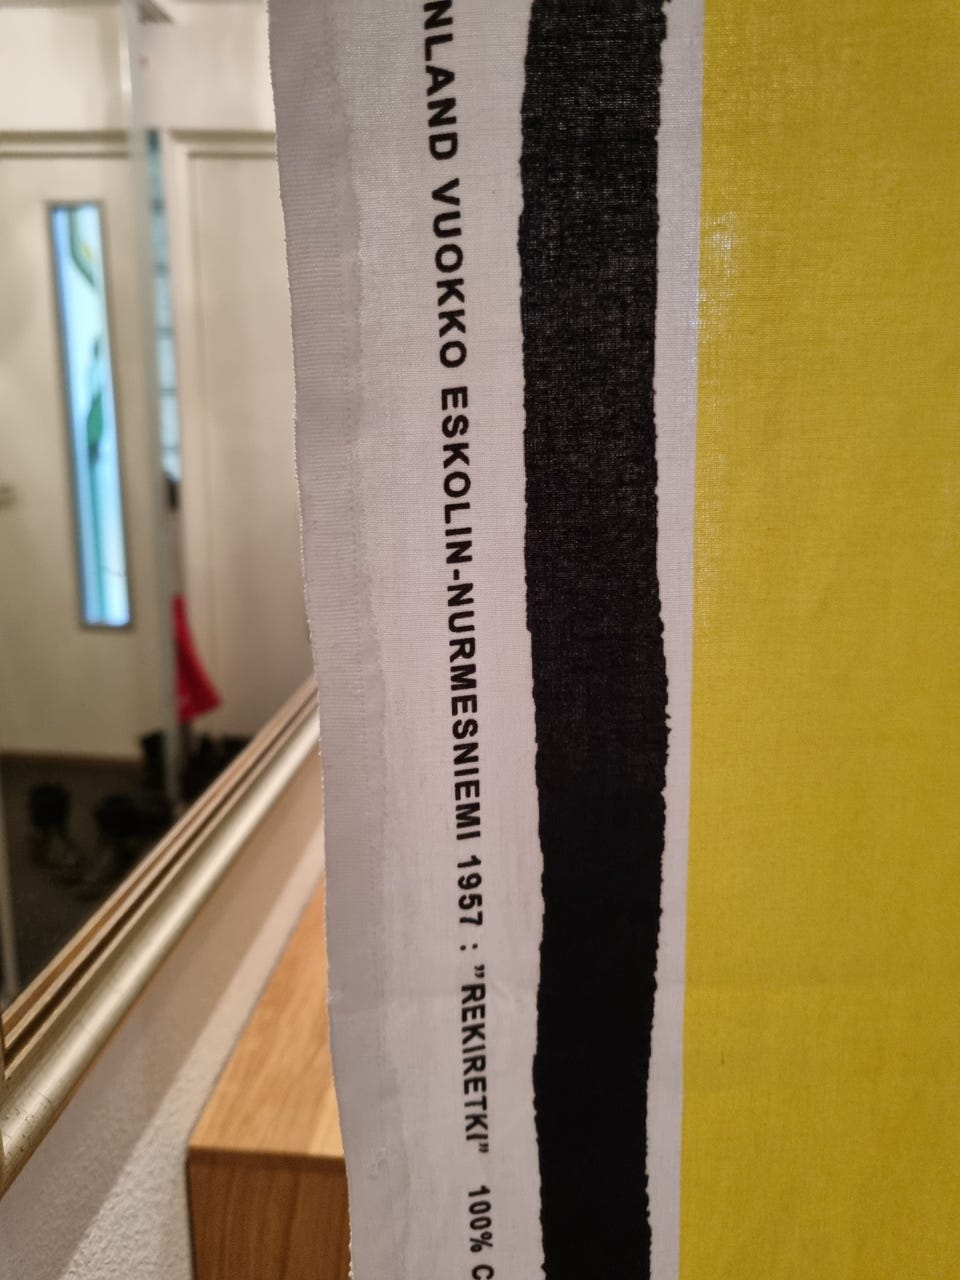 NLAND VUOKKO ESKOLIN-NURMESNIEMI 1957 : "REKIRETKI" 100% C